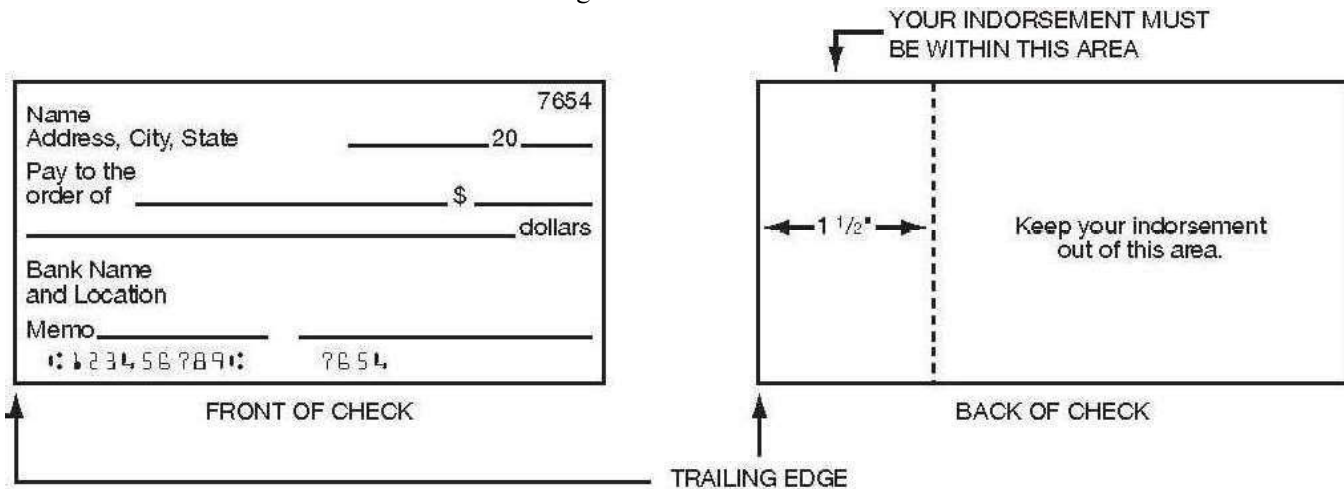 YOUR INDORSEMENT MUST
BE WITHIN THIS AREA
7654
Name
Address, City, State 20
Pay to the
order of $
dollars
Bank Name
and Location
Memo
⑆123456789⑆ 7654
FRONT OF CHECK
1 1/2"
Keep your indorsement
out of this area.
BACK OF CHECK
TRAILING EDGE